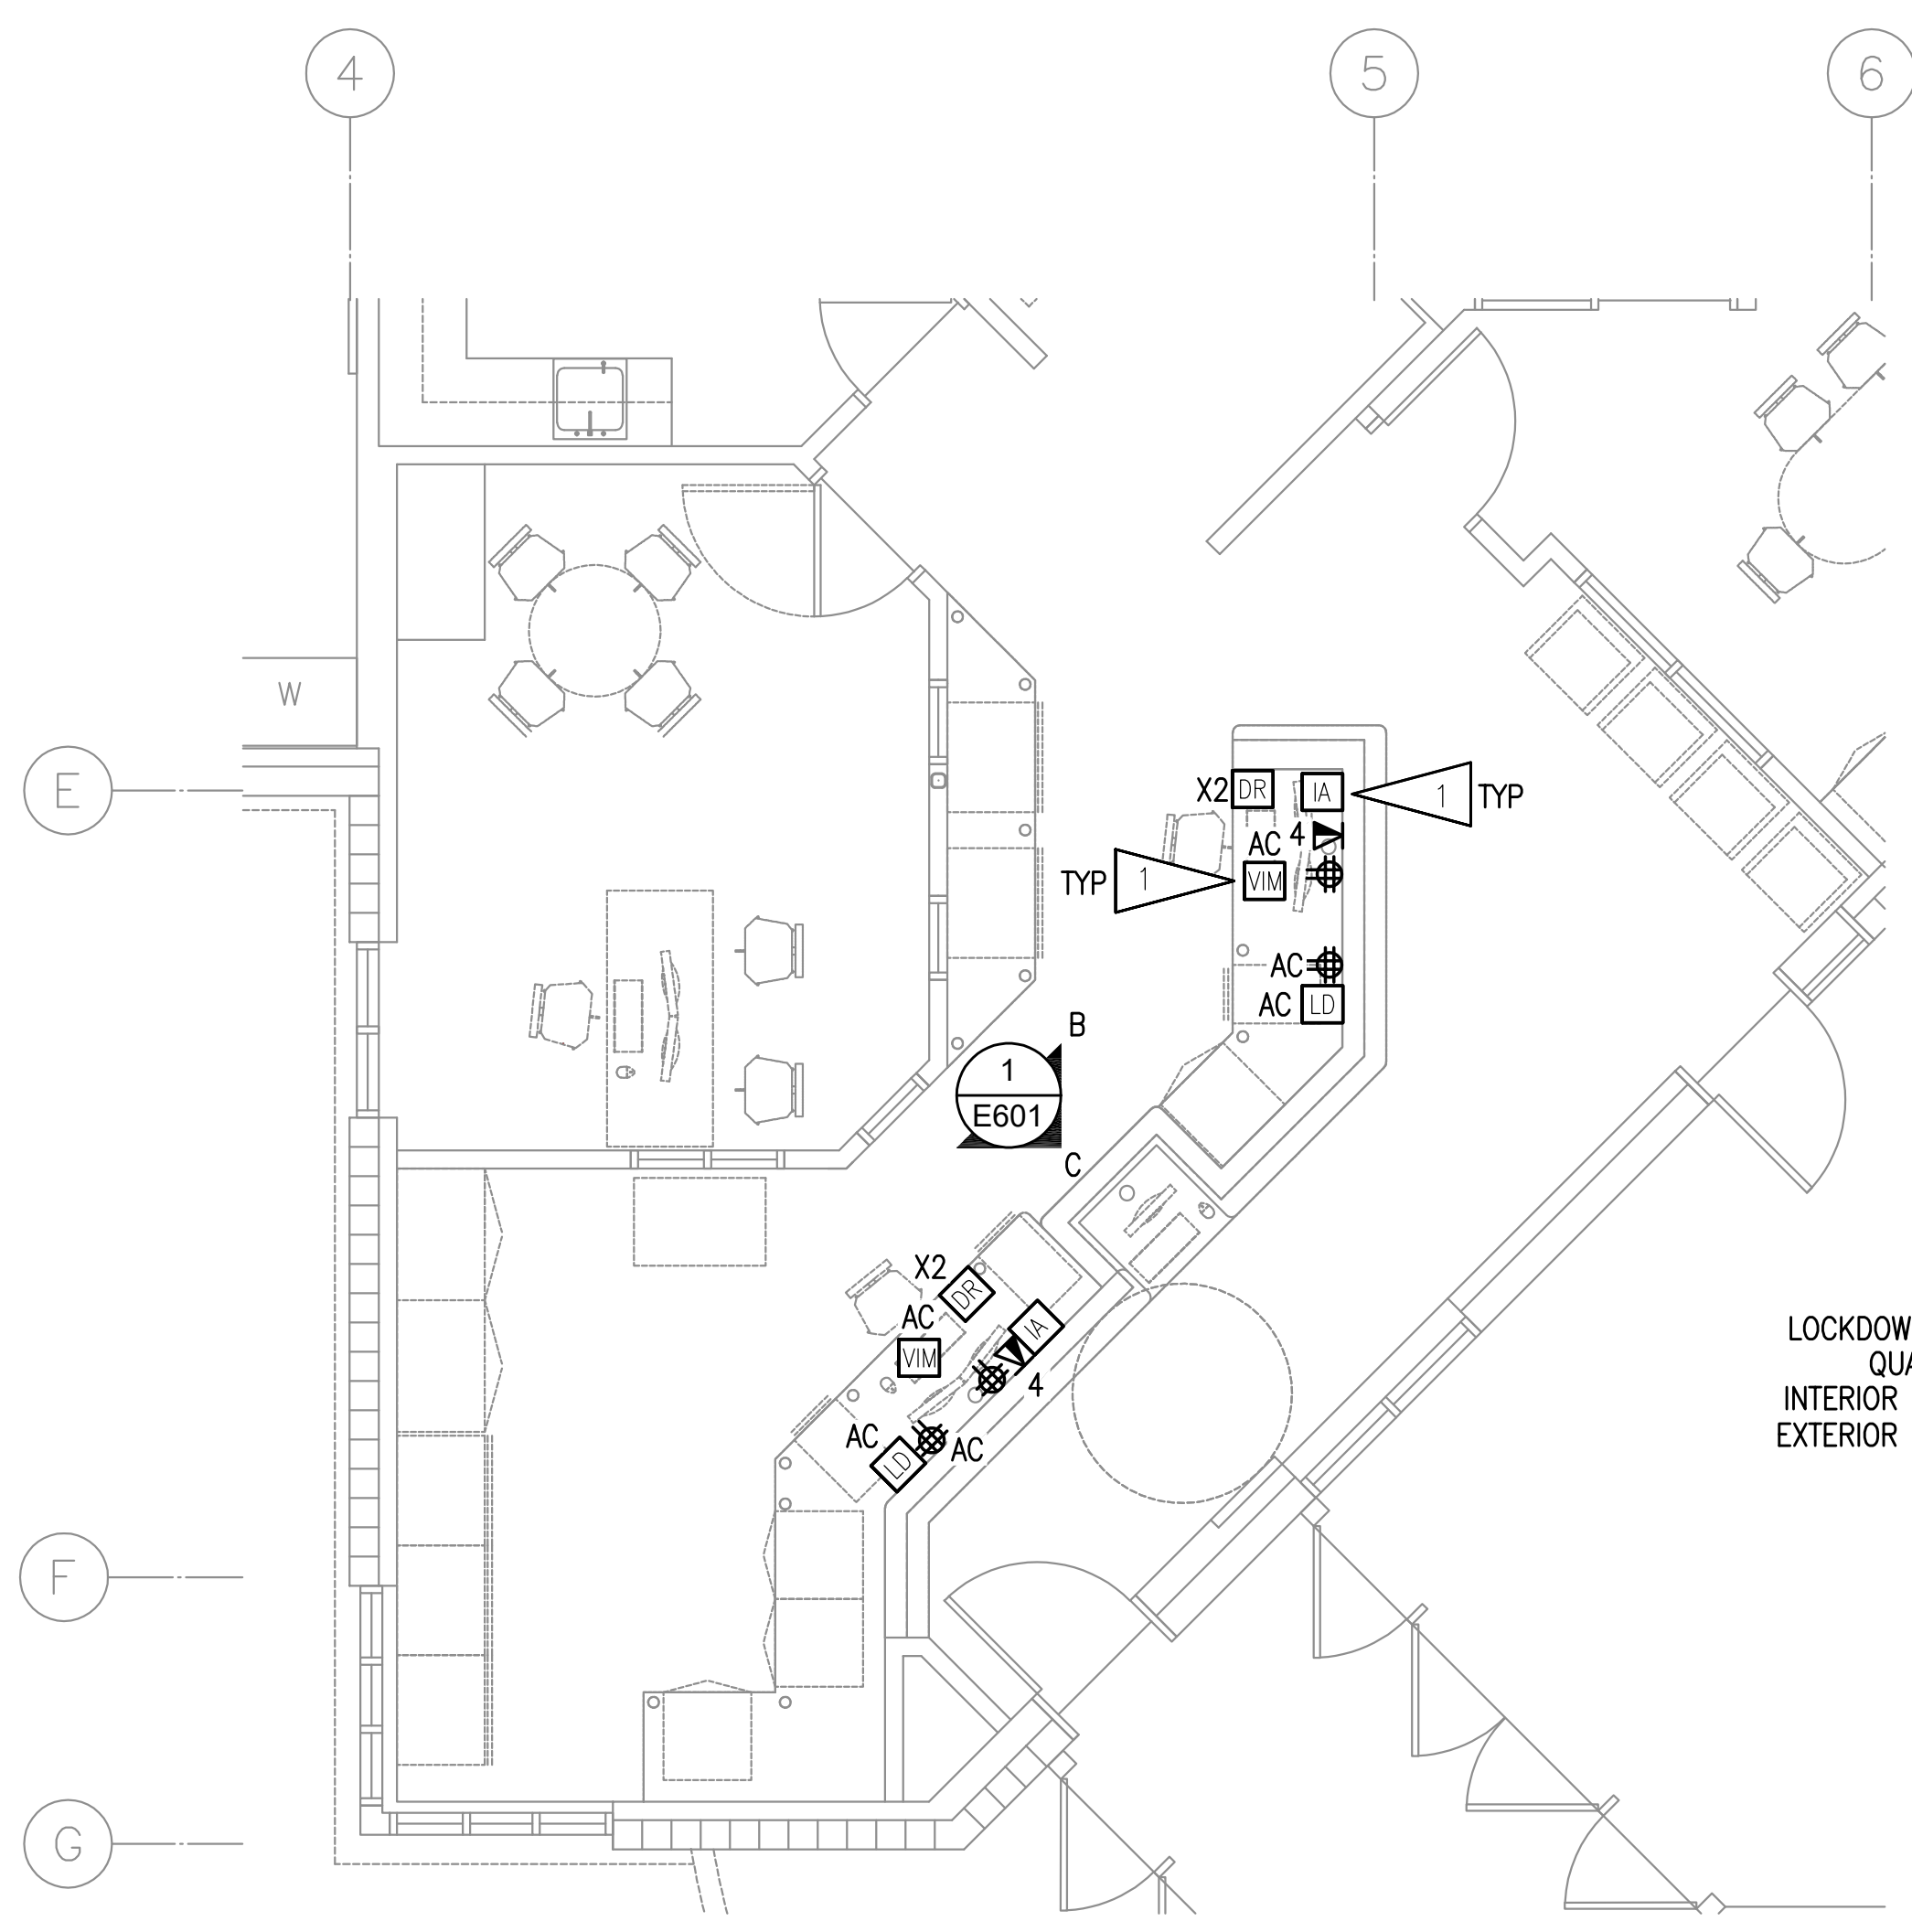 4
5
6
W
E
X2 DR IA 1 TYP
AC 4
TYP 1 VIM
AC
AC LD
B
1
E601
C
X2
DR
AC
IA
VIM
4
AC
AC
LD
LOCKDOW
QUA
INTERIOR
EXTERIOR
F
G